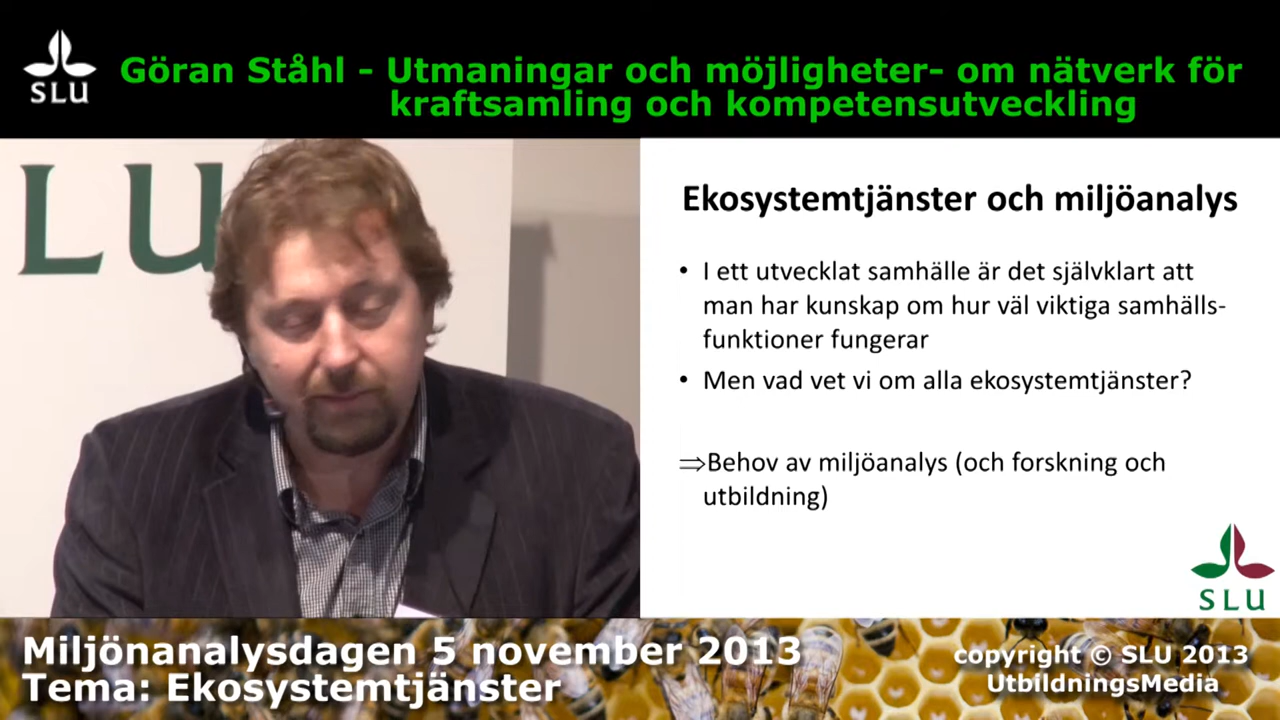 SLU
Göran Ståhl - Utmaningar och möjligheter- om nätverk för
kraftsamling och kompetensutveckling
LU
Ekosystemtjänster och miljöanalys
• I ett utvecklat samhälle är det självklart att
man har kunskap om hur väl viktiga samhälls-
funktioner fungerar
• Men vad vet vi om alla ekosystemtjänster?
⇒Behov av miljöanalys (och forskning och
utbildning)
SLU
Miljönanalysdagen 5 november 2013
Tema: Ekosystemtjänster
copyright © SLU 2013
UtbildningsMedia